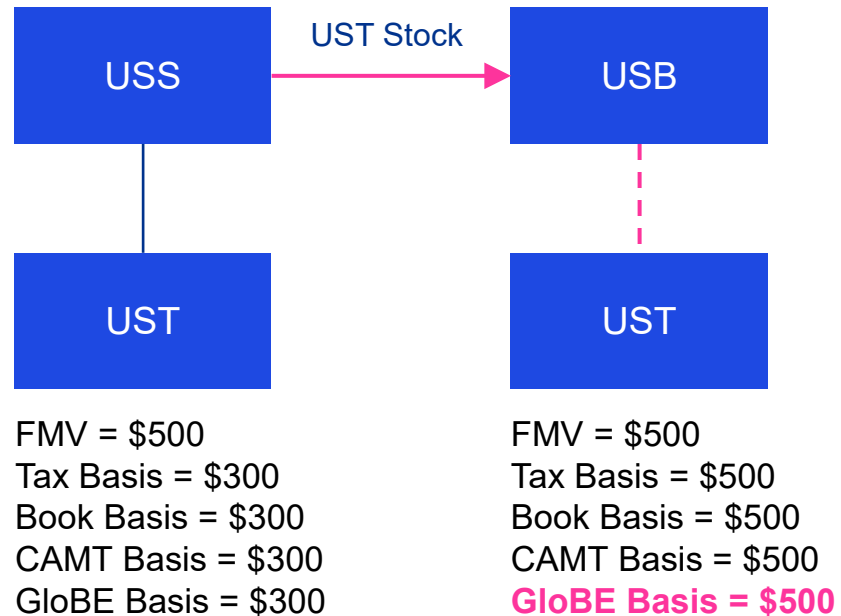 USS
UST Stock
USB
UST
UST
FMV = $500
Tax Basis = $300
Book Basis = $300
CAMT Basis = $300
GloBE Basis = $300
FMV = $500
Tax Basis = $500
Book Basis = $500
CAMT Basis = $500
GloBE Basis = $500